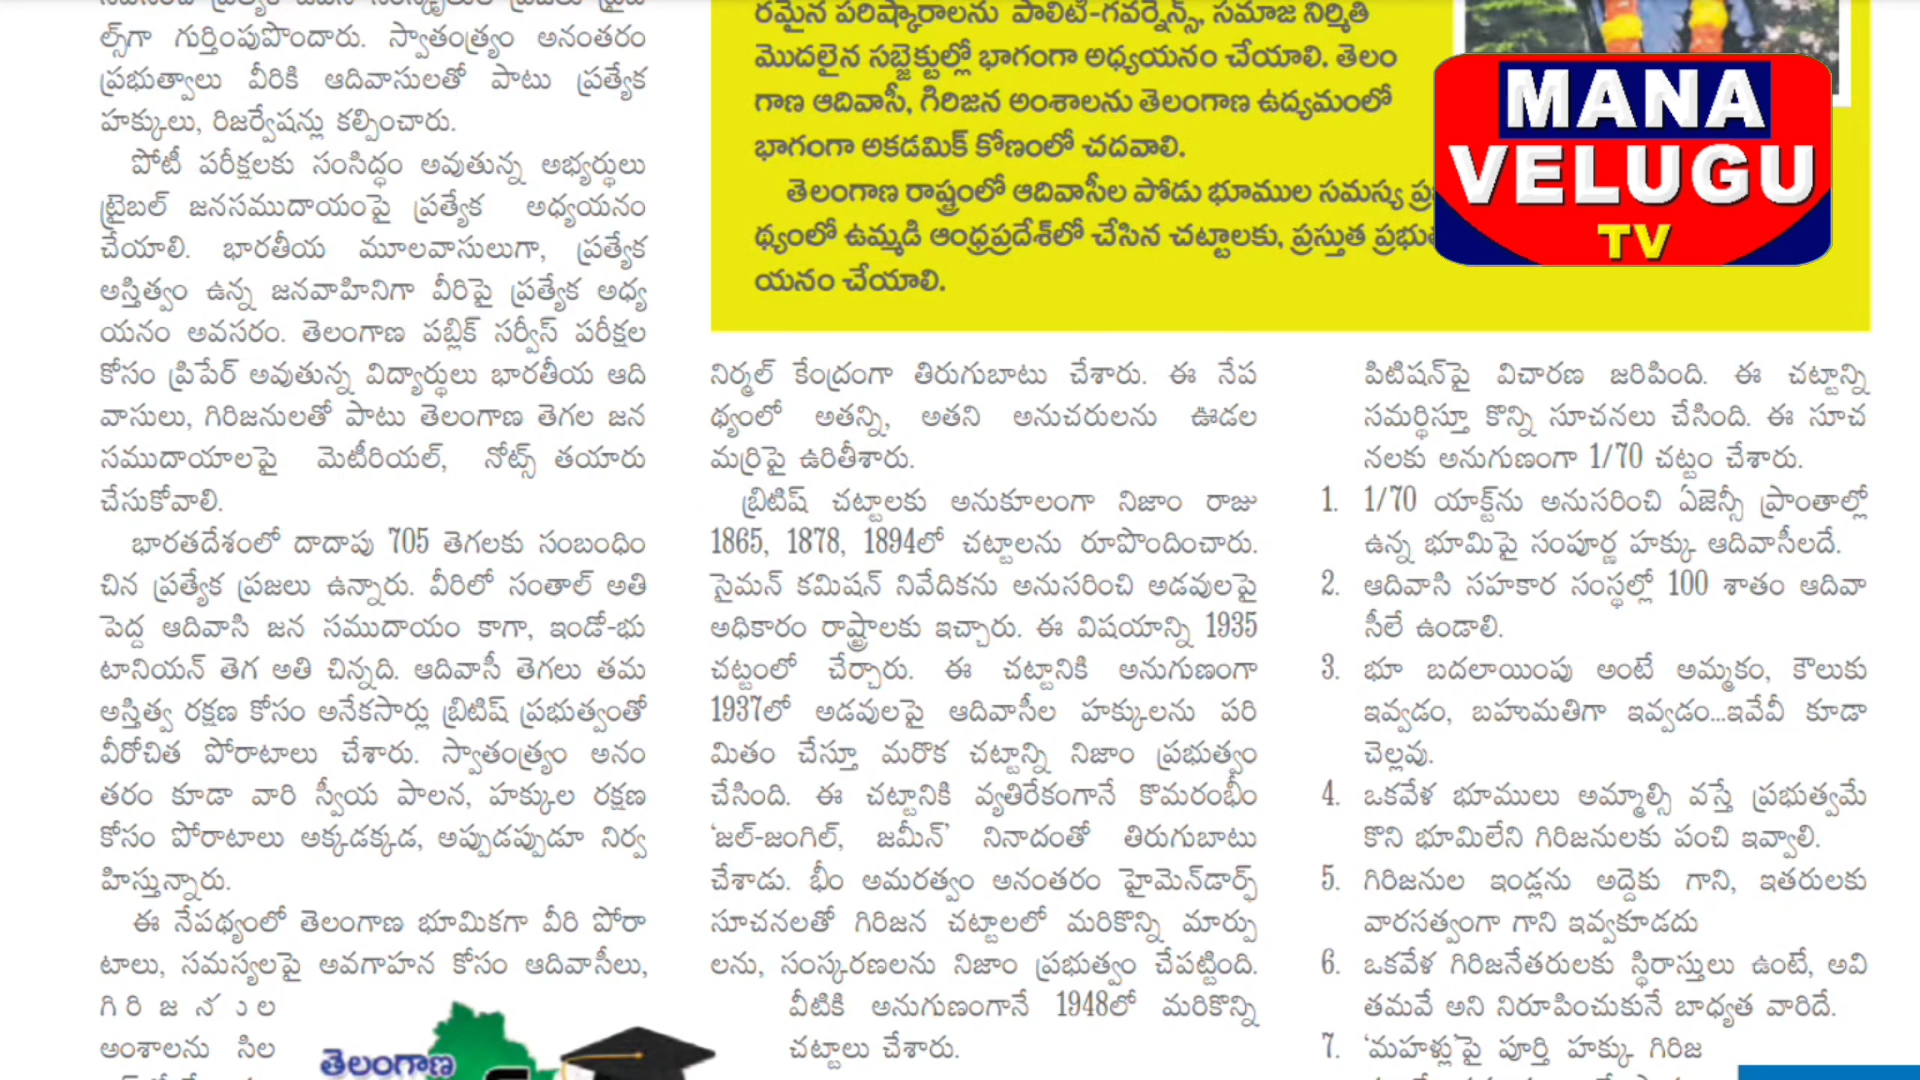 ల్స్‌గా గుర్తింపుపొందారు. స్వాతంత్ర్యం అనంతరం
ప్రభుత్వాలు వీరికి ఆదివాసులతో పాటు ప్రత్యేక
హక్కులు, రిజర్వేషన్లు కల్పించారు.
పోటీ పరీక్షలకు సంసిద్ధం అవుతున్న అభ్యర్థులు
ట్రైబల్ జనసముదాయంపై ప్రత్యేక అధ్యయనం
చేయాలి. భారతీయ మూలవాసులుగా, ప్రత్యేక
అస్తిత్వం ఉన్న జనవాహినిగా వీరిపై ప్రత్యేక అధ్య
యనం అవసరం. తెలంగాణ పబ్లిక్ సర్వీస్ పరీక్షల
కోసం ప్రిపేర్ అవుతున్న విద్యార్థులు భారతీయ ఆది
వాసులు, గిరిజనులతో పాటు తెలంగాణ తెగల జన
సముదాయాలపై మెటీరియల్, నోట్స్ తయారు
చేసుకోవాలి.
భారతదేశంలో దాదాపు 705 తెగలకు సంబంధిం
చిన ప్రత్యేక ప్రజలు ఉన్నారు. వీరిలో సంతాల్ అతి
పెద్ద ఆదివాసి జన సముదాయం కాగా, ఇండో-భు
టానియన్ తెగ అతి చిన్నది. ఆదివాసీ తెగలు తమ
అస్తిత్వ రక్షణ కోసం అనేకసార్లు బ్రిటిష్ ప్రభుత్వంతో
వీరోచిత పోరాటాలు చేశారు. స్వాతంత్ర్యం అనం
తరం కూడా వారి స్వీయ పాలన, హక్కుల రక్షణ
కోసం పోరాటాలు అక్కడక్కడ, అప్పుడప్పుడూ నిర్వ
హిస్తున్నారు.
ఈ నేపథ్యంలో తెలంగాణ భూమికగా వీరి పోరా
టాలు, సమస్యలపై అవగాహన కోసం ఆదివాసీలు,
గిరిజనుల
అంశాలను సిల
తెలంగాణ
రమైన పరిష్కారాలను పాలిటి-గవర్నెన్స్, సమాజ నిర్మితి
మొదలైన సబ్జెక్టుల్లో భాగంగా అధ్యయనం చేయాలి. తెలం
గాణ ఆదివాసీ, గిరిజన అంశాలను తెలంగాణ ఉద్యమంలో
భాగంగా అకడమిక్ కోణంలో చదవాలి.
తెలంగాణ రాష్ట్రంలో ఆదివాసీల పోడు భూముల సమస్య
థ్యంలో ఉమ్మడి ఆంధ్రప్రదేశ్‌లో చేసిన చట్టాలకు, ప్రస్తుత
యనం చేయాలి.
MANA
VELUGU
TV
నిర్మల్ కేంద్రంగా తిరుగుబాటు చేశారు. ఈ నేప
థ్యంలో అతన్ని, అతని అనుచరులను ఊడల
మర్రిపై ఉరితీశారు.
బ్రిటిష్ చట్టాలకు అనుకూలంగా నిజాం రాజు
1865, 1878, 1894లో చట్టాలను రూపొందించారు.
సైమన్ కమిషన్ నివేదికను అనుసరించి అడవులపై
అధికారం రాష్ట్రాలకు ఇచ్చారు. ఈ విషయాన్ని 1935
చట్టంలో చేర్చారు. ఈ చట్టానికి అనుగుణంగా
1937లో అడవులపై ఆదివాసీల హక్కులను పరి
మితం చేస్తూ మరొక చట్టాన్ని నిజాం ప్రభుత్వం
చేసింది. ఈ చట్టానికి వ్యతిరేకంగానే కొమరంభీం
'జల్-జంగిల్, జమీన్' నినాదంతో తిరుగుబాటు
చేశాడు. భీం అమరత్వం అనంతరం హైమెన్‌డార్ఫ్
సూచనలతో గిరిజన చట్టాలలో మరికొన్ని మార్పు
లను, సంస్కరణలను నిజాం ప్రభుత్వం చేపట్టింది.
వీటికి అనుగుణంగానే 1948లో మరికొన్ని
చట్టాలు చేశారు.
పిటిషన్‌పై విచారణ జరిపింది. ఈ చట్టాన్ని
సమర్థిస్తూ కొన్ని సూచనలు చేసింది. ఈ సూచ
నలకు అనుగుణంగా 1/70 చట్టం చేశారు.
1. 1/70 యాక్ట్‌ను అనుసరించి ఏజెన్సీ ప్రాంతాల్లో
ఉన్న భూమిపై సంపూర్ణ హక్కు ఆదివాసీలదే.
2. ఆదివాసి సహకార సంస్థల్లో 100 శాతం ఆదివా
సీలే ఉండాలి.
3. భూ బదలాయింపు అంటే అమ్మకం, కౌలుకు
ఇవ్వడం, బహుమతిగా ఇవ్వడం...ఇవేవీ కూడా
చెల్లవు.
4. ఒకవేళ భూములు అమ్మాల్సి వస్తే ప్రభుత్వమే
కొని భూమిలేని గిరిజనులకు పంచి ఇవ్వాలి.
5. గిరిజనుల ఇండ్లను అద్దెకు గాని, ఇతరులకు
వారసత్వంగా గాని ఇవ్వకూడదు
6. ఒకవేళ గిరిజనేతరులకు స్థిరాస్తులు ఉంటే, అవి
తమవే అని నిరూపించుకునే బాధ్యత వారిదే.
7. 'మహళ్లు'పై పూర్తి హక్కు గిరిజ